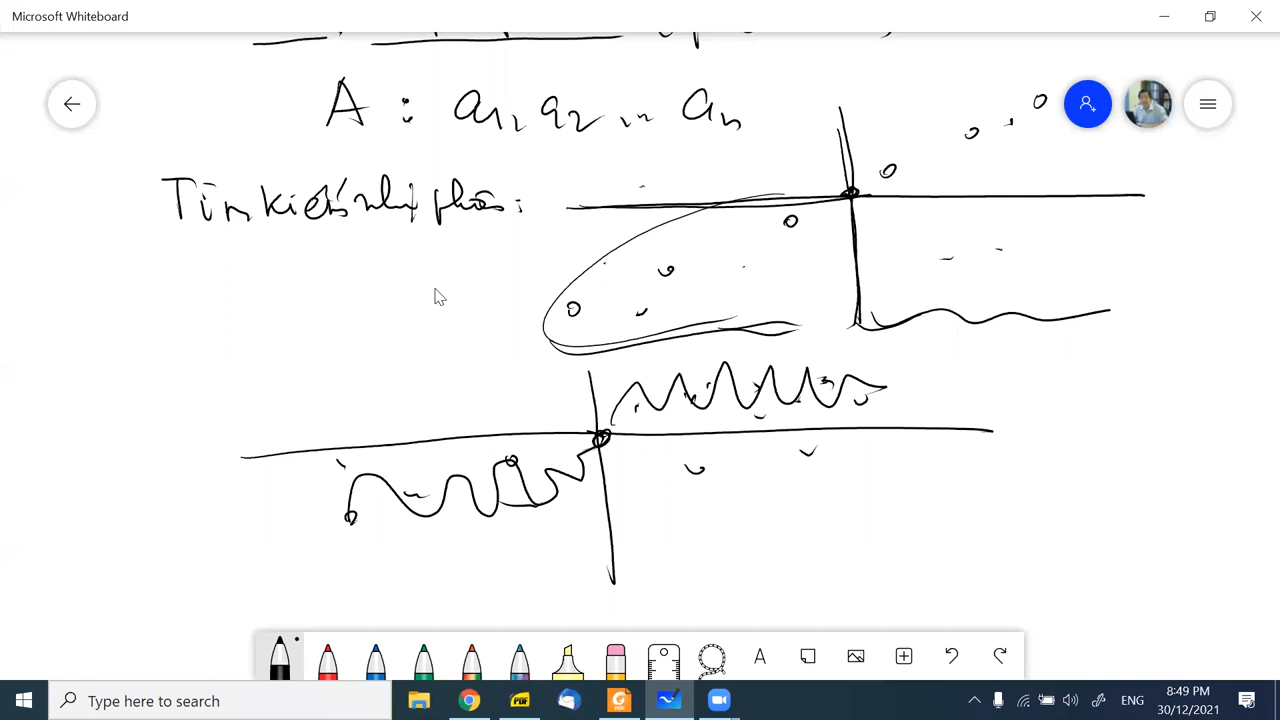 Microsoft Whiteboard
A : a1, a2 ... an
Tìm kiếm nhị phân:
Type here to search
PDF
ENG
8:49 PM
30/12/2021